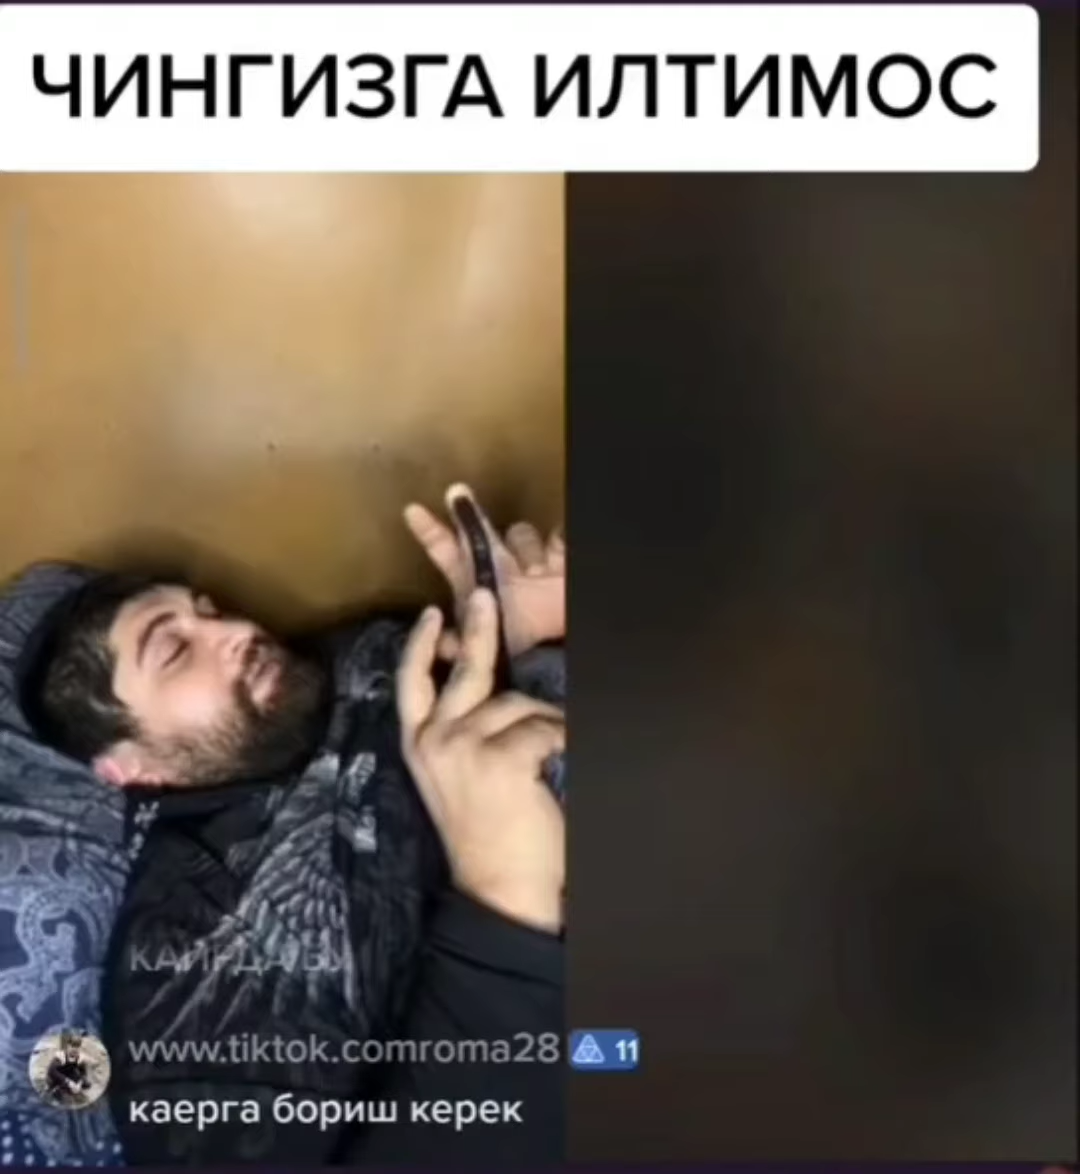 ЧИНГИЗГА ИЛТИМОС
www.tiktok.comroma28 11
каерга бориш керек